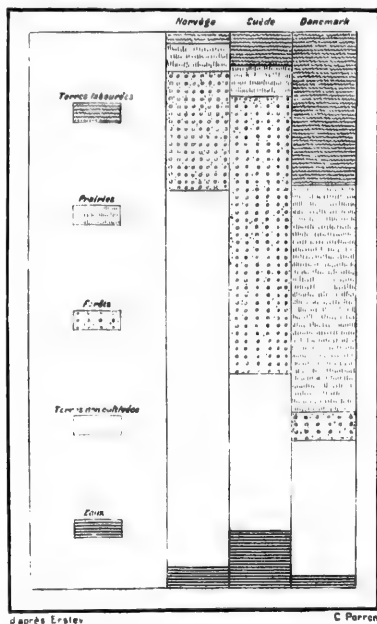 Norvège Suède Danemark
Terres labourées
Prairies
Forêts
Terres non cultivées
Eaux
d'après Erslev C. Perron